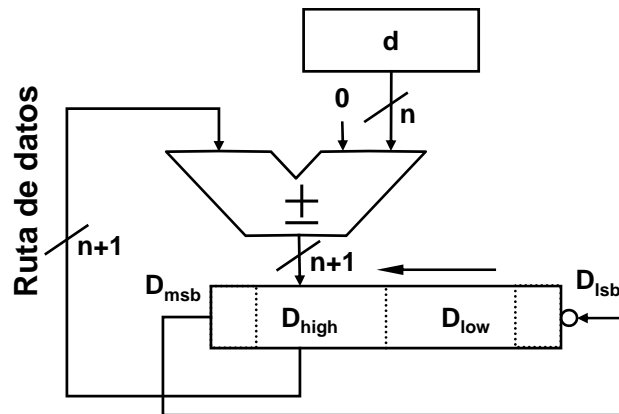 d
0
n
Ruta de datos
n+1
±
n+1
Dmsb
Dhigh
Dlow
Dlsb